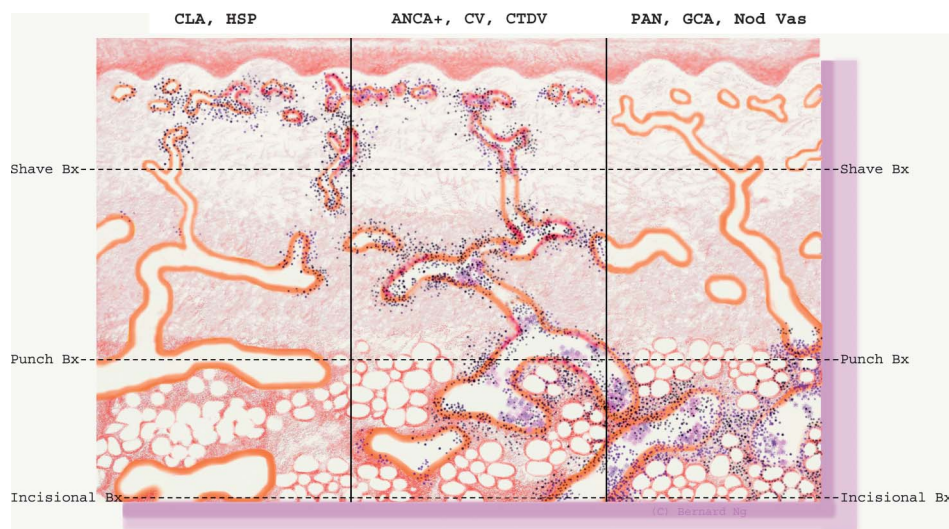 CLA, HSP ANCA+, CV, CTDV PAN, GCA, Nod Vas
Shave Bx Shave Bx
Punch Bx Punch Bx
Incisional Bx Incisional Bx
(C) Bernard Ng